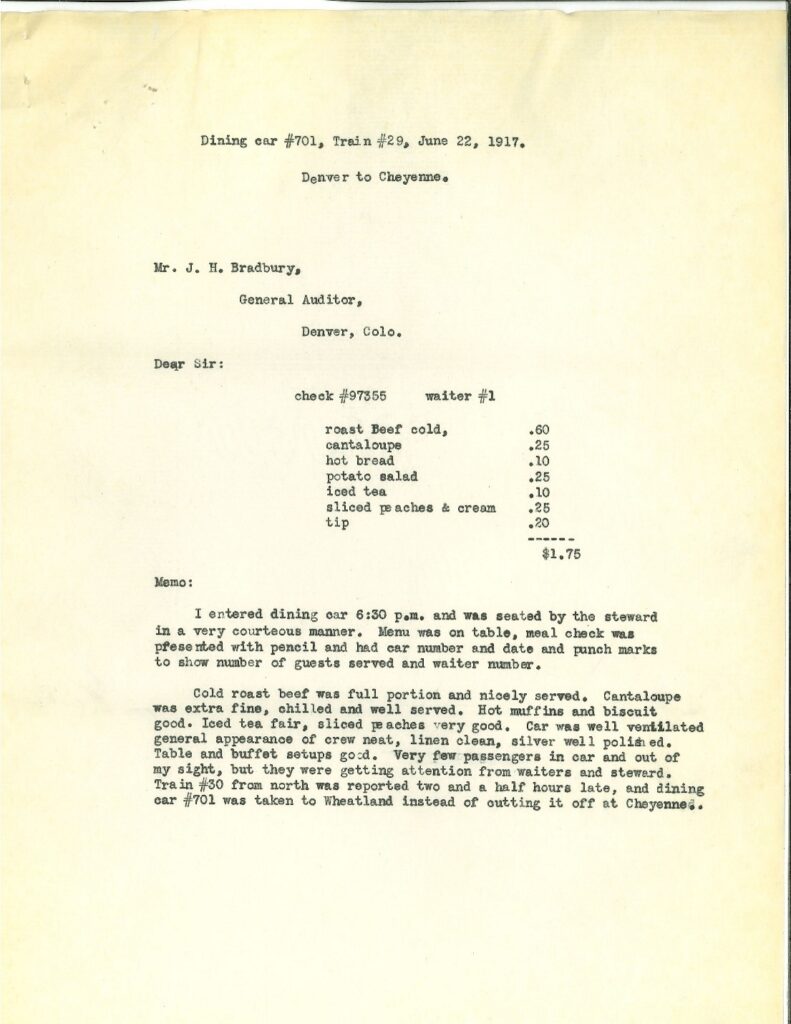 Dining car #701, Train #29, June 22, 1917.
Denver to Cheyenne.
Mr. J. H. Bradbury,
General Auditor,
Denver, Colo.
Dear Sir:
check #97355 waiter #1
roast Beef cold, .60
cantaloupe .25
hot bread .10
potato salad .25
iced tea .10
sliced peaches & cream .25
tip .20
------
$1.75
Memo:
I entered dining car 6:30 p.m. and was seated by the steward
in a very courteous manner. Menu was on table, meal check was
presented with pencil and had car number and date and punch marks
to show number of guests served and waiter number.
Cold roast beef was full portion and nicely served. Cantaloupe
was extra fine, chilled and well served. Hot muffins and biscuit
good. Iced tea fair, sliced peaches very good. Car was well ventilated
general appearance of crew neat, linen clean, silver well polished.
Table and buffet setups good. Very few passengers in car and out of
my sight, but they were getting attention from waiters and steward.
Train #30 from north was reported two and a half hours late, and dining
car #701 was taken to Wheatland instead of cutting it off at Cheyenne.